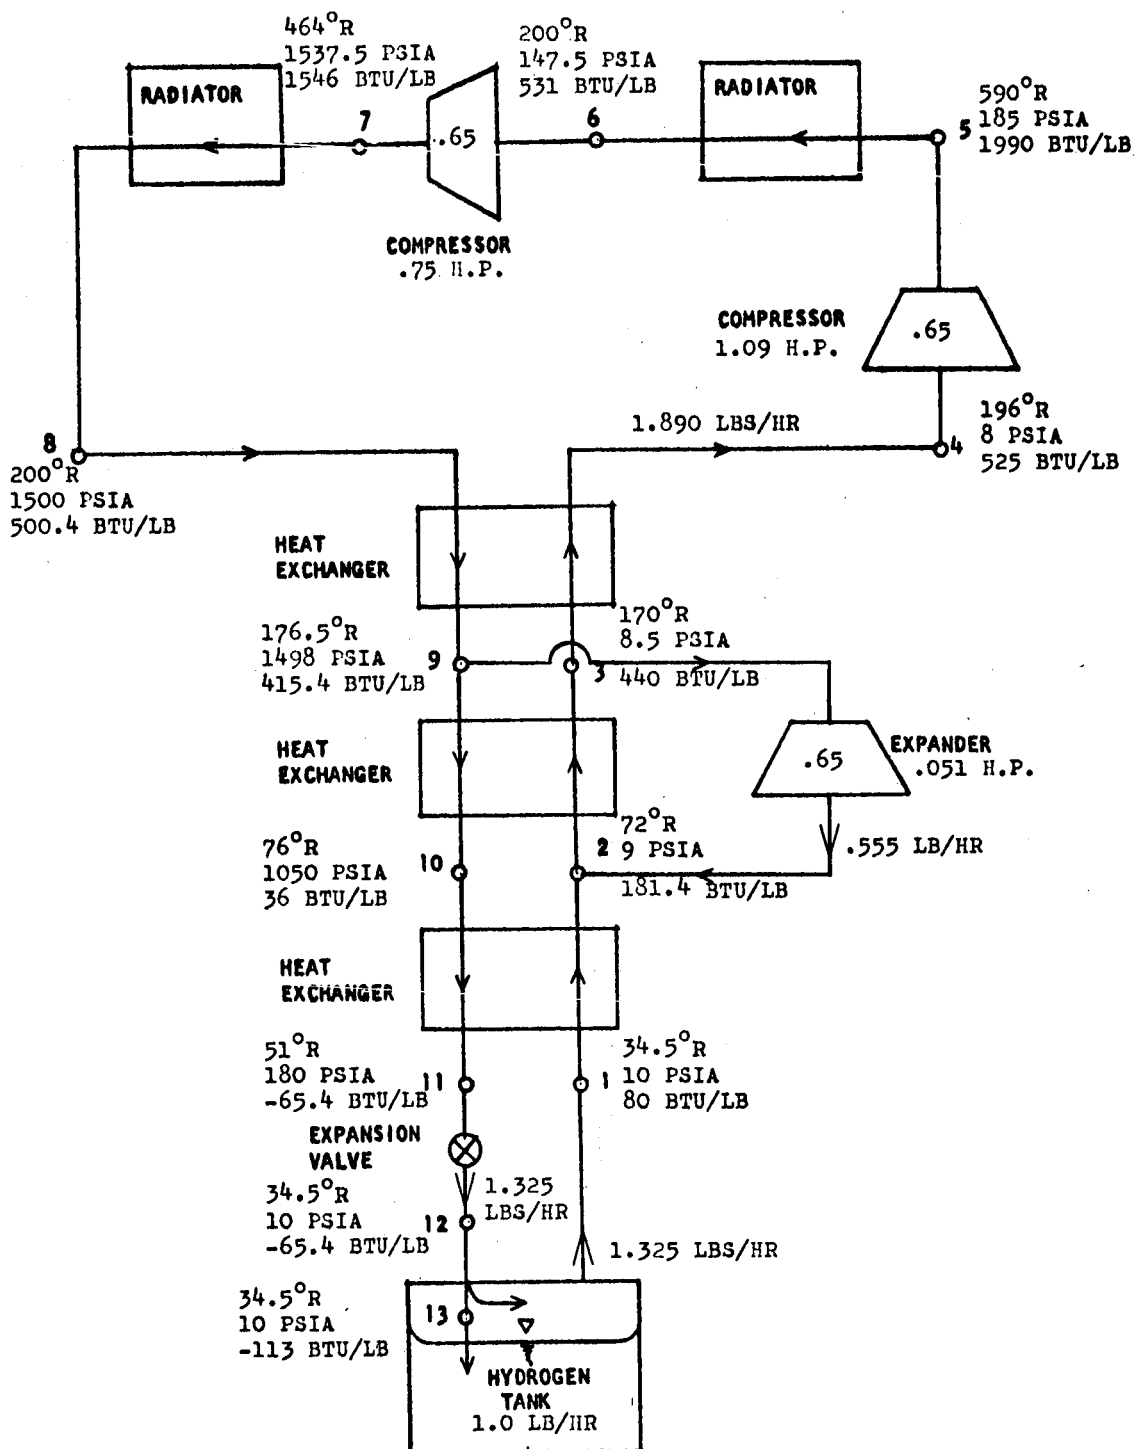 464°R
1537.5 PSIA
1546 BTU/LB
200°R
147.5 PSIA
531 BTU/LB
RADIATOR
7
.65
6
RADIATOR
590°R
185 PSIA
1990 BTU/LB
5
COMPRESSOR
.75 H.P.
COMPRESSOR
1.09 H.P.
.65
8
200°R
1500 PSIA
500.4 BTU/LB
1.890 LBS/HR
196°R
8 PSIA
525 BTU/LB
4
HEAT
EXCHANGER
176.5°R
1498 PSIA
415.4 BTU/LB
9
170°R
8.5 PSIA
440 BTU/LB
3
HEAT
EXCHANGER
.65
EXPANDER
.051 H.P.
76°R
1050 PSIA
36 BTU/LB
10
2
72°R
9 PSIA
181.4 BTU/LB
.555 LB/HR
HEAT
EXCHANGER
51°R
180 PSIA
-65.4 BTU/LB
11
1
34.5°R
10 PSIA
80 BTU/LB
EXPANSION
VALVE
34.5°R
10 PSIA
-65.4 BTU/LB
12
1.325
LBS/HR
1.325 LBS/HR
34.5°R
10 PSIA
-113 BTU/LB
13
HYDROGEN
TANK
1.0 LB/HR